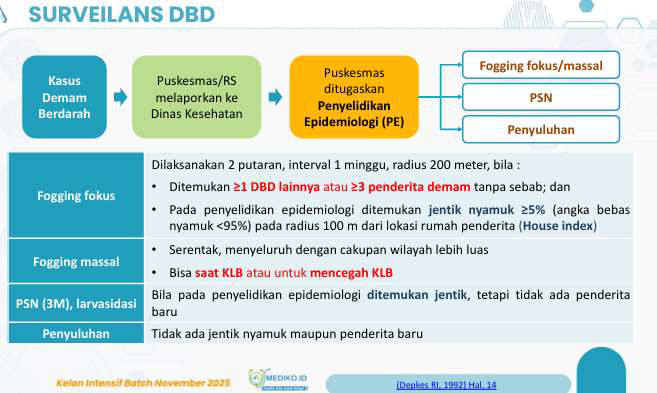 SURVEILANS DBD
Kasus
Demam
Berdarah
Puskesmas/RS
melaporkan ke
Dinas Kesehatan
Puskesmas
ditugaskan
Penyelidikan
Epidemiologi (PE)
Fogging fokus/massal
PSN
Penyuluhan
Fogging fokus
Dilaksanakan 2 putaran, interval 1 minggu, radius 200 meter, bila :
• Ditemukan ≥1 DBD lainnya atau ≥3 penderita demam tanpa sebab; dan
• Pada penyelidikan epidemiologi ditemukan jentik nyamuk ≥5% (angka bebas
nyamuk <95%) pada radius 100 m dari lokasi rumah penderita (House index)
Fogging massal
• Serentak, menyeluruh dengan cakupan wilayah lebih luas
• Bisa saat KLB atau untuk mencegah KLB
PSN (3M), larvasidasi
Bila pada penyelidikan epidemiologi ditemukan jentik, tetapi tidak ada penderita
baru
Penyuluhan
Tidak ada jentik nyamuk maupun penderita baru
Kelan Intensif Batch November 2025
MEDIKO.ID
(Depkes RI, 1992) Hal. 14